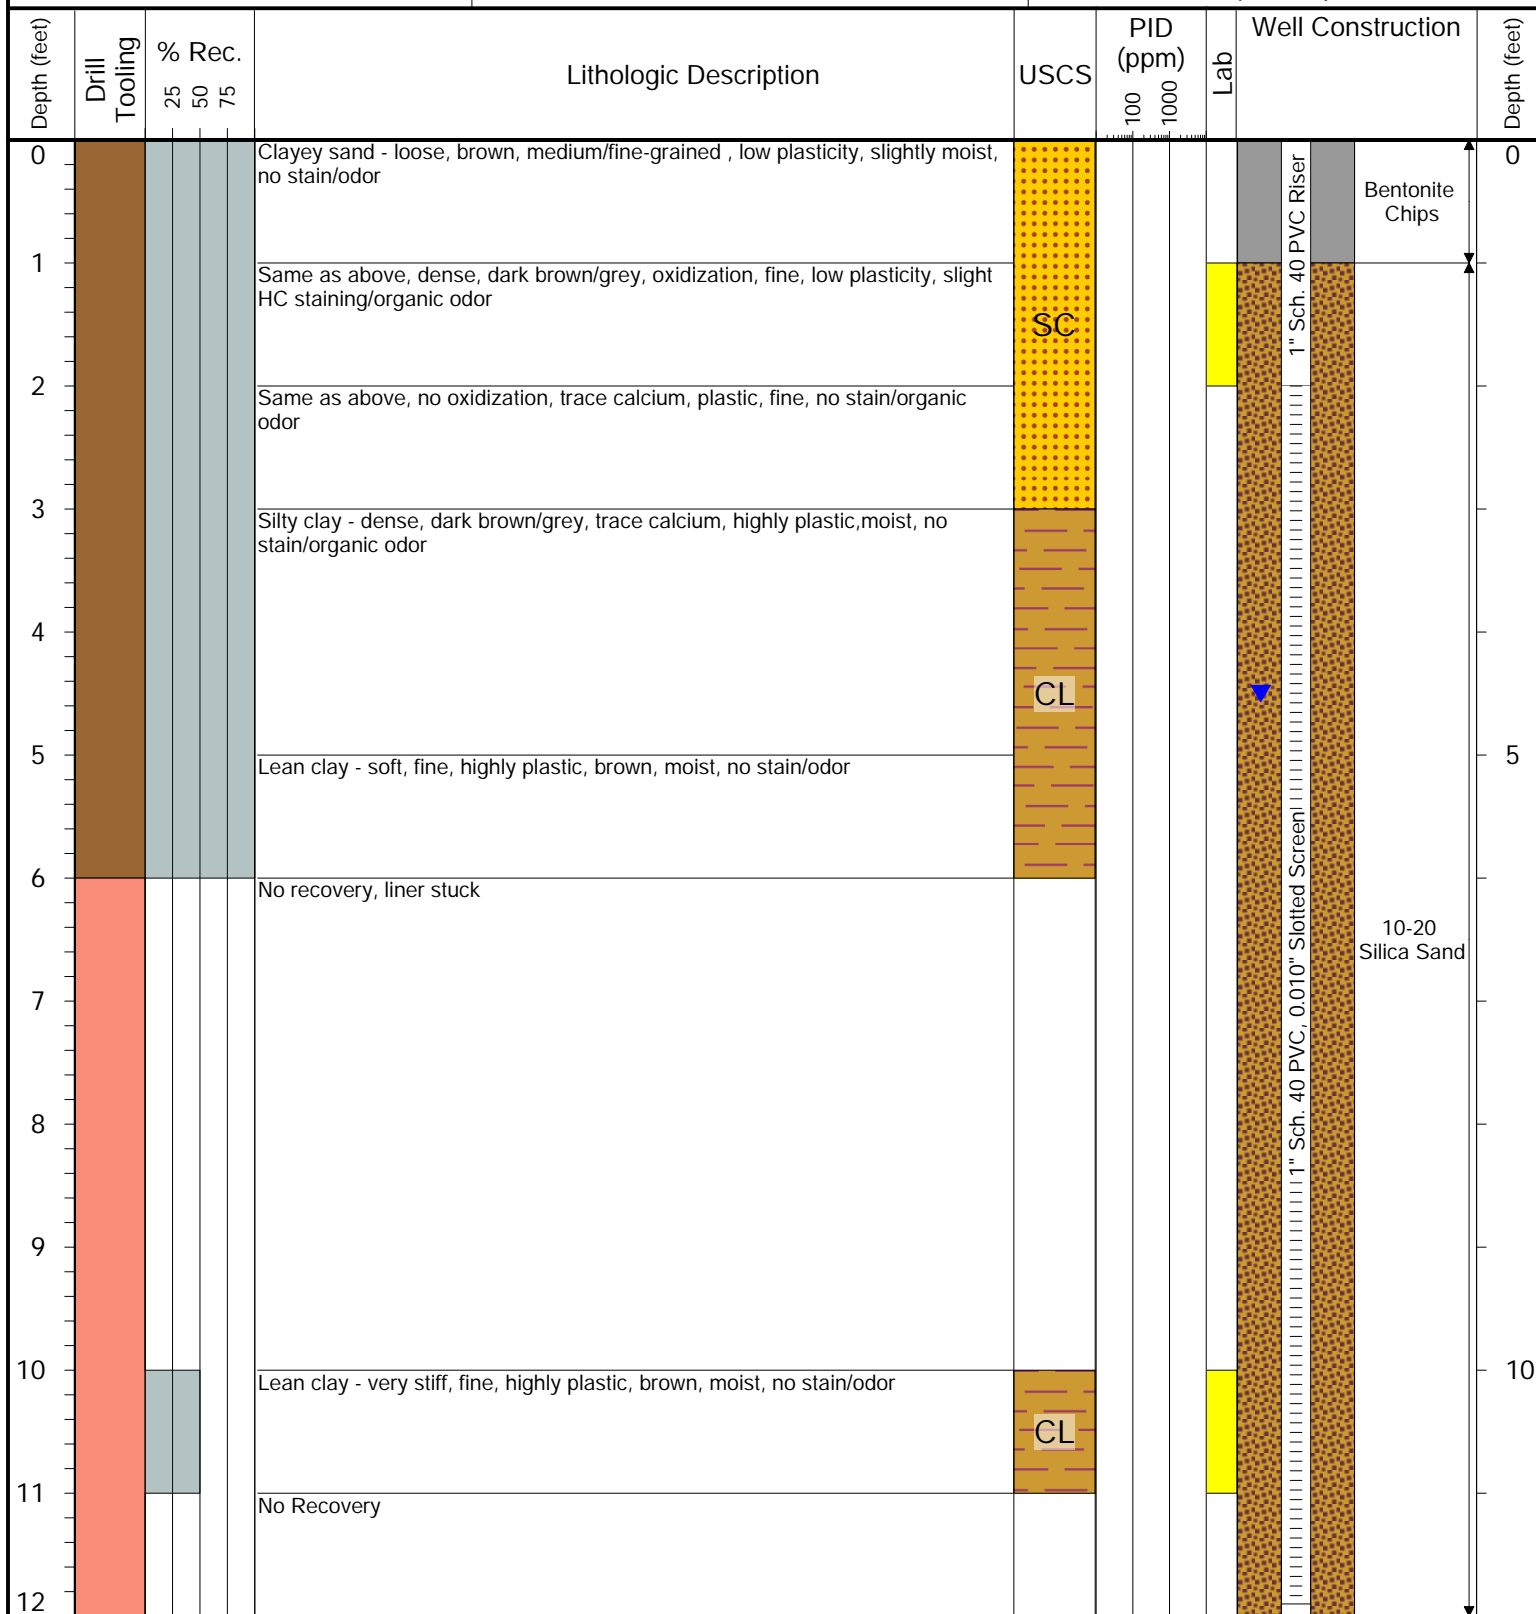 Depth (feet)
Drill
Tooling
% Rec.
25
50
75
Lithologic Description
USCS
PID
(ppm)
100
1000
Lab
Well Construction
Depth (feet)
0
Clayey sand - loose, brown, medium/fine-grained , low plasticity, slightly moist,
no stain/odor
1
Same as above, dense, dark brown/grey, oxidization, fine, low plasticity, slight
HC staining/organic odor
SC
2
Same as above, no oxidization, trace calcium, plastic, fine, no stain/organic
odor
3
Silty clay - dense, dark brown/grey, trace calcium, highly plastic,moist, no
stain/organic odor
4
CL
5
Lean clay - soft, fine, highly plastic, brown, moist, no stain/odor
6
No recovery, liner stuck
7
8
9
10
Lean clay - very stiff, fine, highly plastic, brown, moist, no stain/odor
CL
11
No Recovery
12
1" Sch. 40 PVC Riser
1" Sch. 40 PVC, 0.010" Slotted Screen
Bentonite
Chips
10-20
Silica Sand
0
5
10